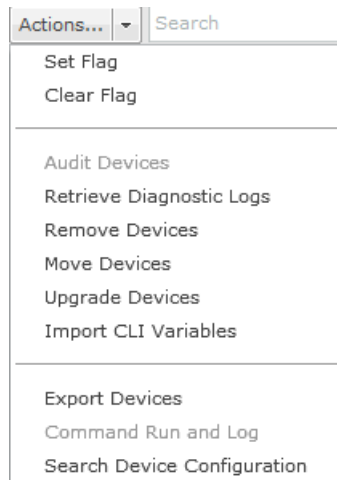 Actions... Search
Set Flag
Clear Flag
Audit Devices
Retrieve Diagnostic Logs
Remove Devices
Move Devices
Upgrade Devices
Import CLI Variables
Export Devices
Command Run and Log
Search Device Configuration